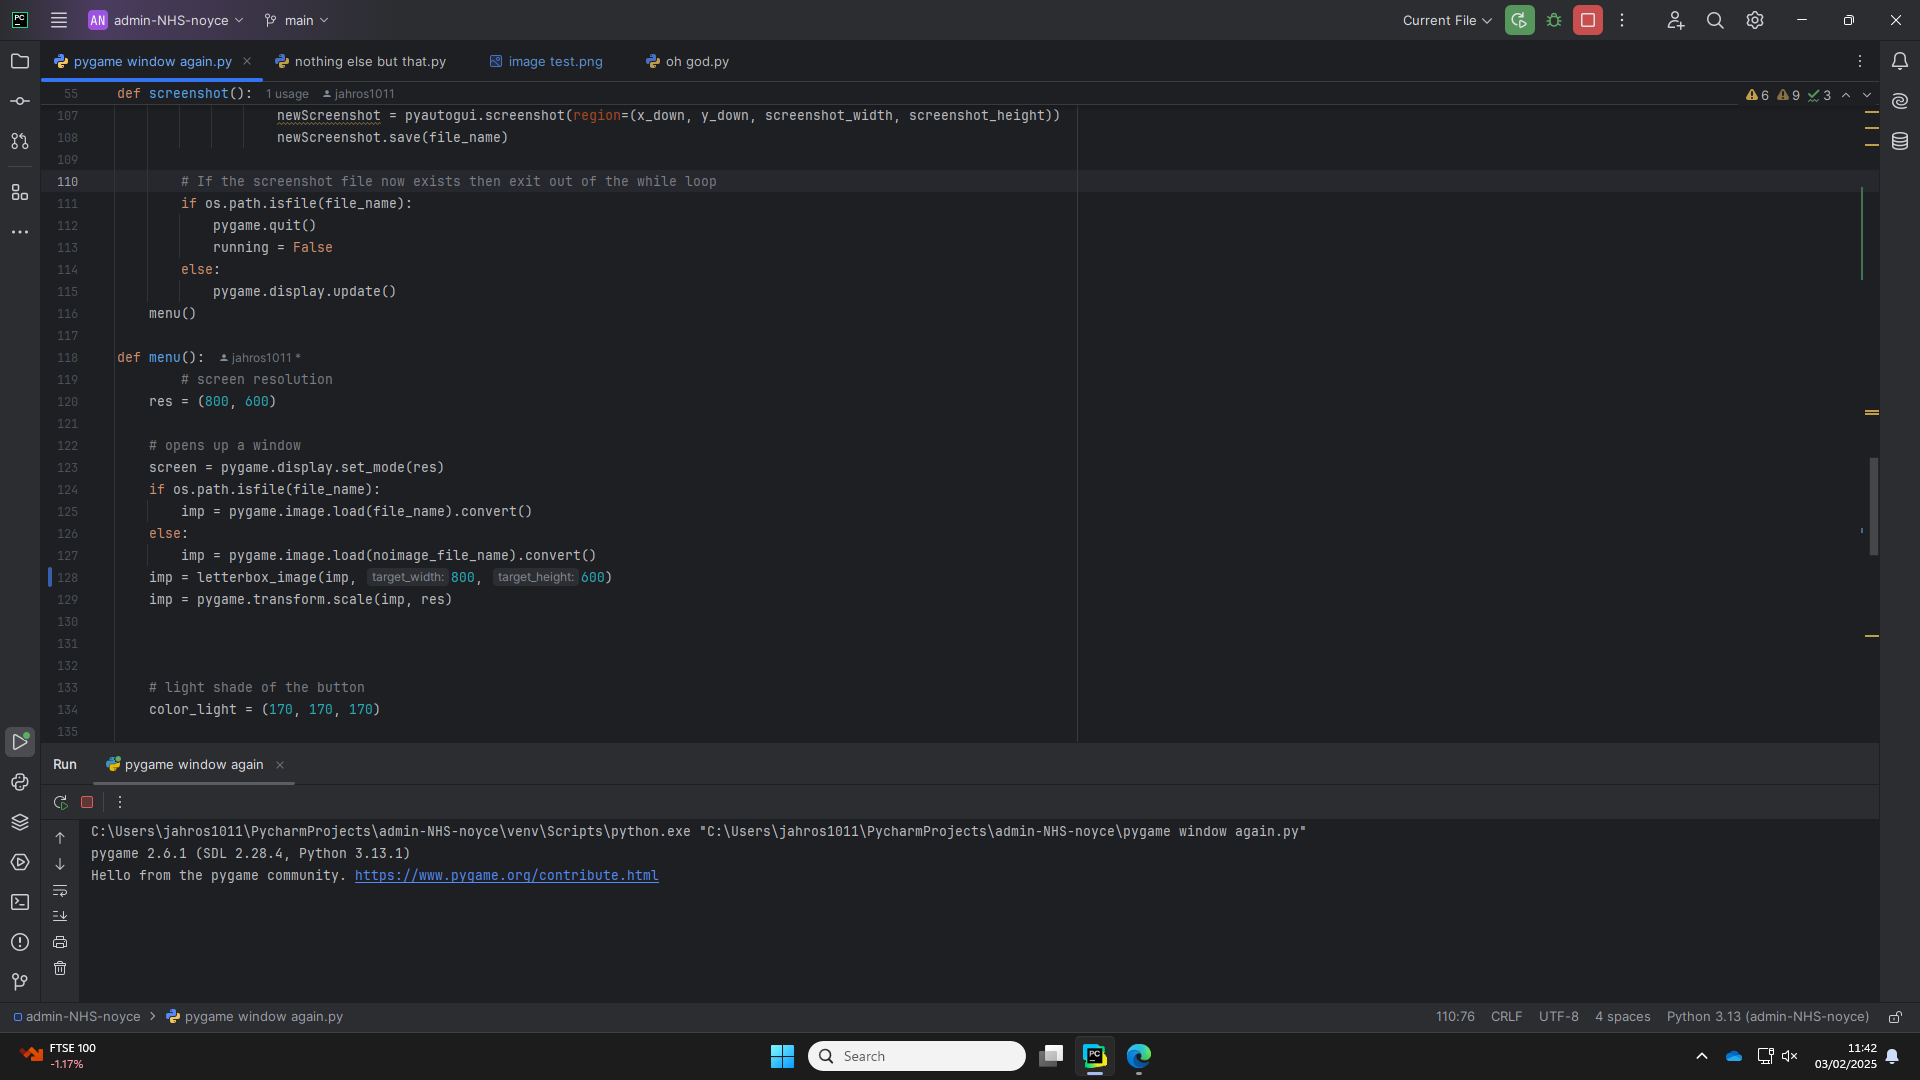 PC
AN admin-NHS-noyce main
Current File
pygame window again.py
nothing else but that.py
image test.png
oh god.py
55 def screenshot(): 1 usage jahros1011
6 9 3
107 newScreenshot = pyautogui.screenshot(region=(x_down, y_down, screenshot_width, screenshot_height))
108 newScreenshot.save(file_name)
109
110 # If the screenshot file now exists then exit out of the while loop
111 if os.path.isfile(file_name):
112 pygame.quit()
113 running = False
114 else:
115 pygame.display.update()
116 menu()
117
118 def menu(): jahros1011 *
119 # screen resolution
120 res = (800, 600)
121
122 # opens up a window
123 screen = pygame.display.set_mode(res)
124 if os.path.isfile(file_name):
125 imp = pygame.image.load(file_name).convert()
126 else:
127 imp = pygame.image.load(noimage_file_name).convert()
128 imp = letterbox_image(imp, target_width: 800, target_height: 600)
129 imp = pygame.transform.scale(imp, res)
130
131
132
133 # light shade of the button
134 color_light = (170, 170, 170)
135
Run pygame window again
C:\Users\jahros1011\PycharmProjects\admin-NHS-noyce\venv\Scripts\python.exe "C:\Users\jahros1011\PycharmProjects\admin-NHS-noyce\pygame window again.py"
pygame 2.6.1 (SDL 2.28.4, Python 3.13.1)
Hello from the pygame community. https://www.pygame.org/contribute.html
admin-NHS-noyce > pygame window again.py
110:76 CRLF UTF-8 4 spaces Python 3.13 (admin-NHS-noyce)
FTSE 100
-1.17%
Search
PC
11:42
03/02/2025